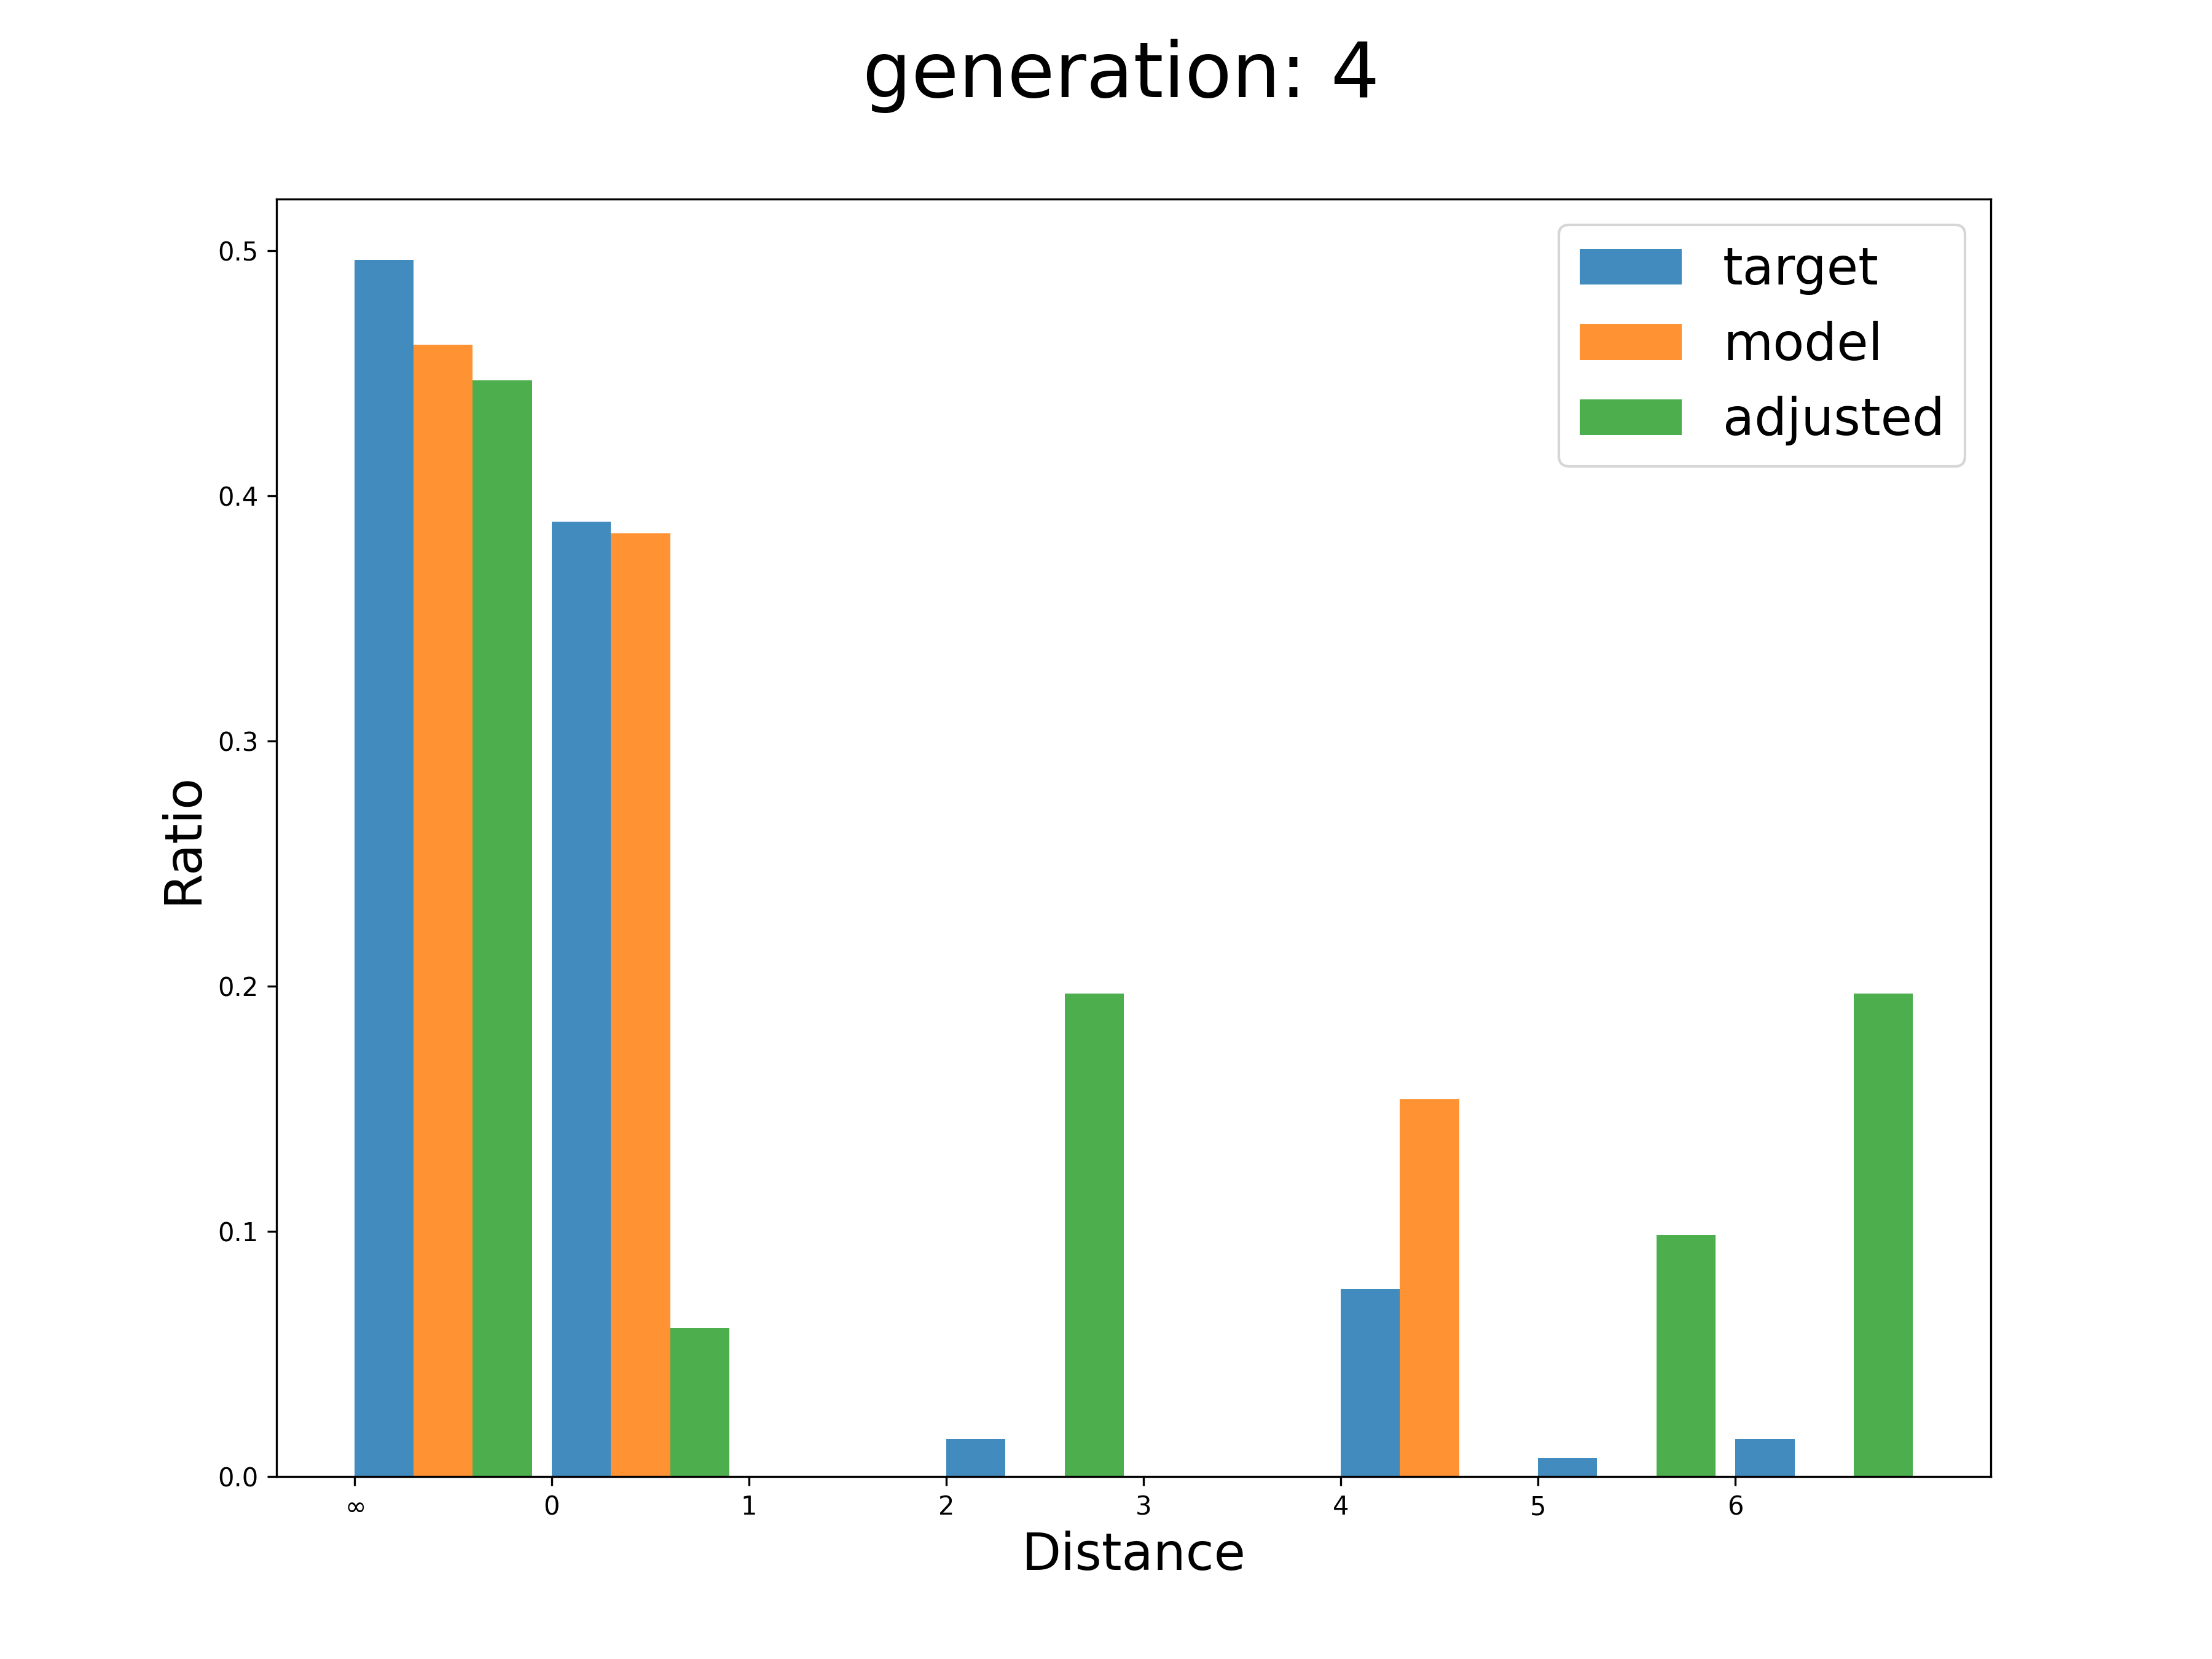 generation: 4
target
model
adjusted
Ratio
0.5
0.4
0.3
0.2
0.1
0.0
∞ 0 1 2 3 4 5 6
Distance